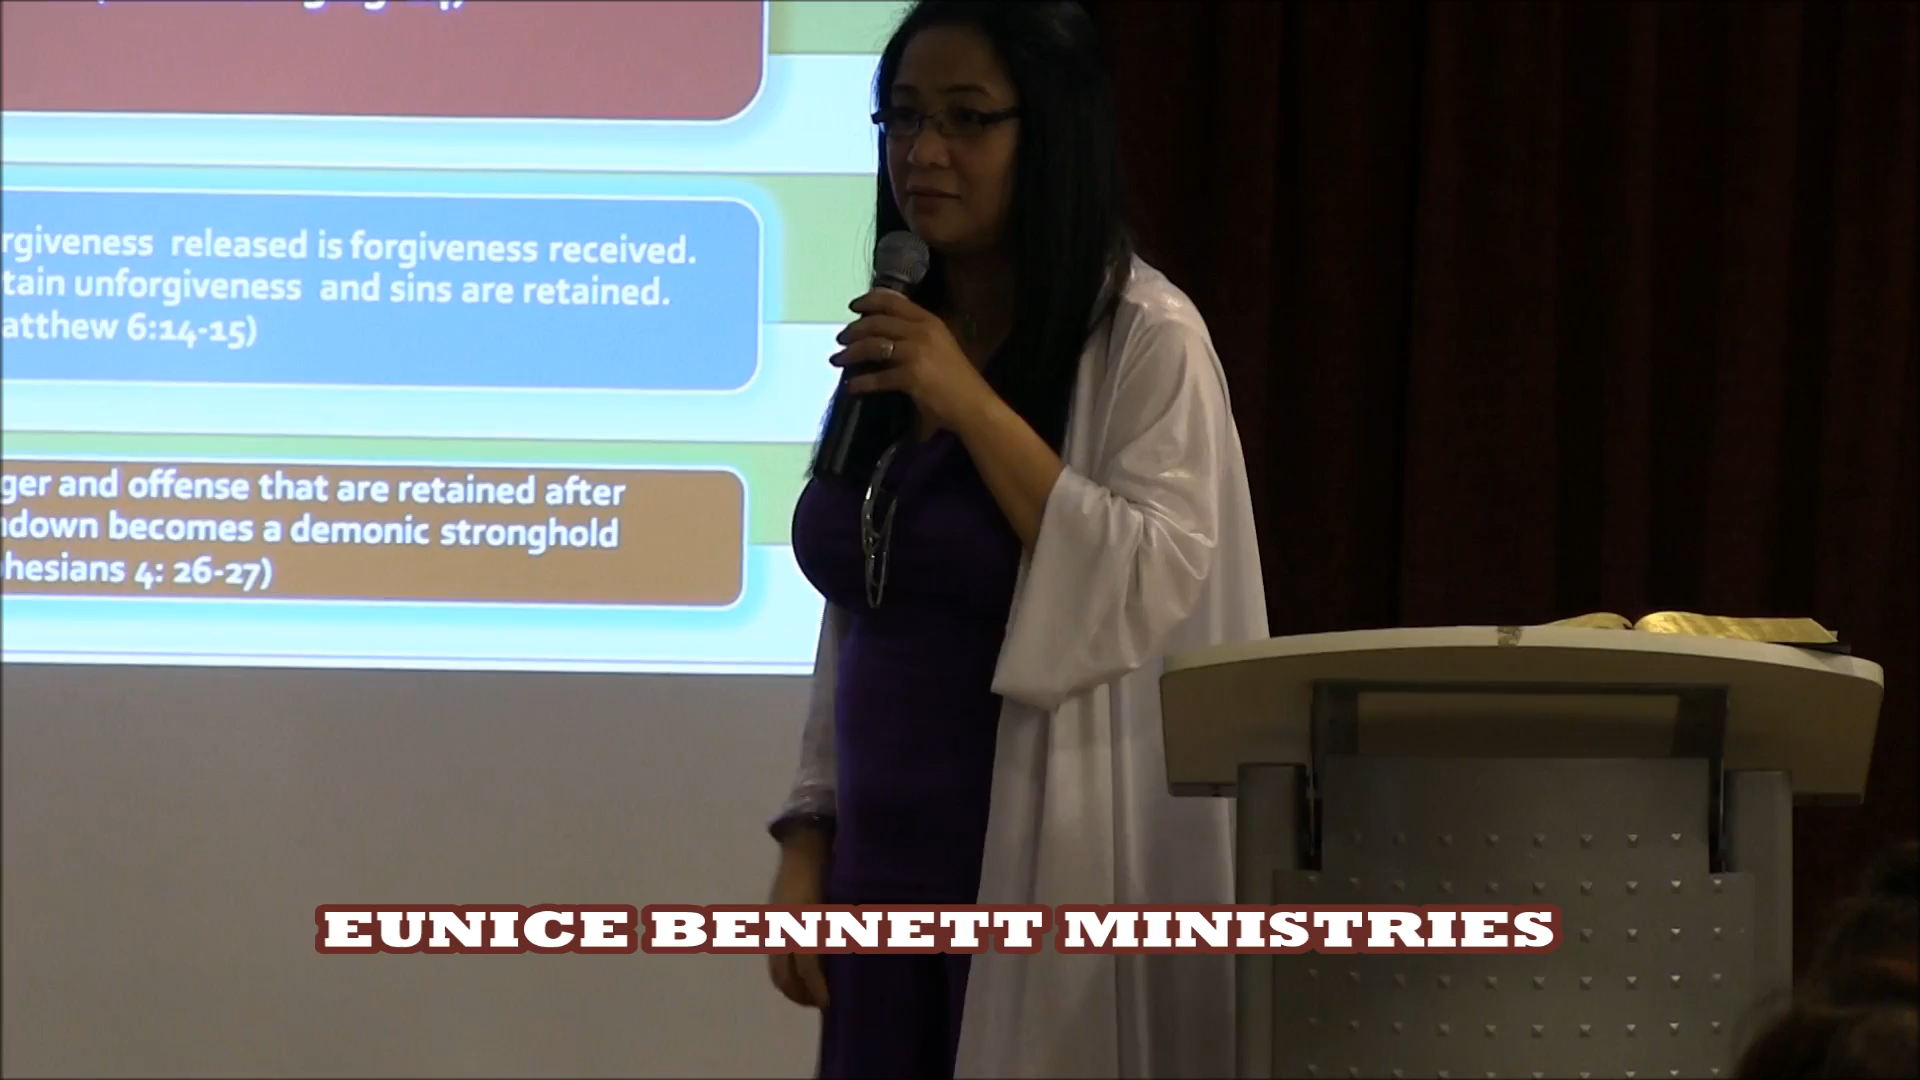 rgiveness released is forgiveness received.
tain unforgiveness and sins are retained.
atthew 6:14-15)
ger and offense that are retained after
ndown becomes a demonic stronghold
hesians 4: 26-27)
EUNICE BENNETT MINISTRIES